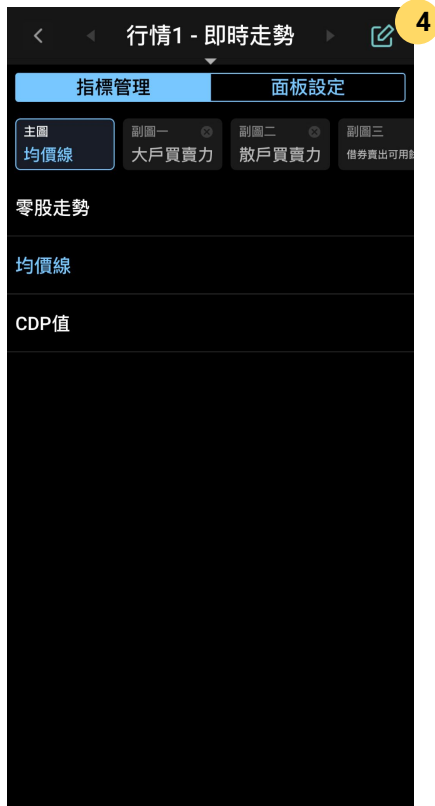 4
行情1 - 即時走勢
指標管理 面板設定
主圖 副圖一 副圖二 副圖三
均價線 大戶買賣力 散戶買賣力 借券賣出可用
零股走勢
均價線
CDP值